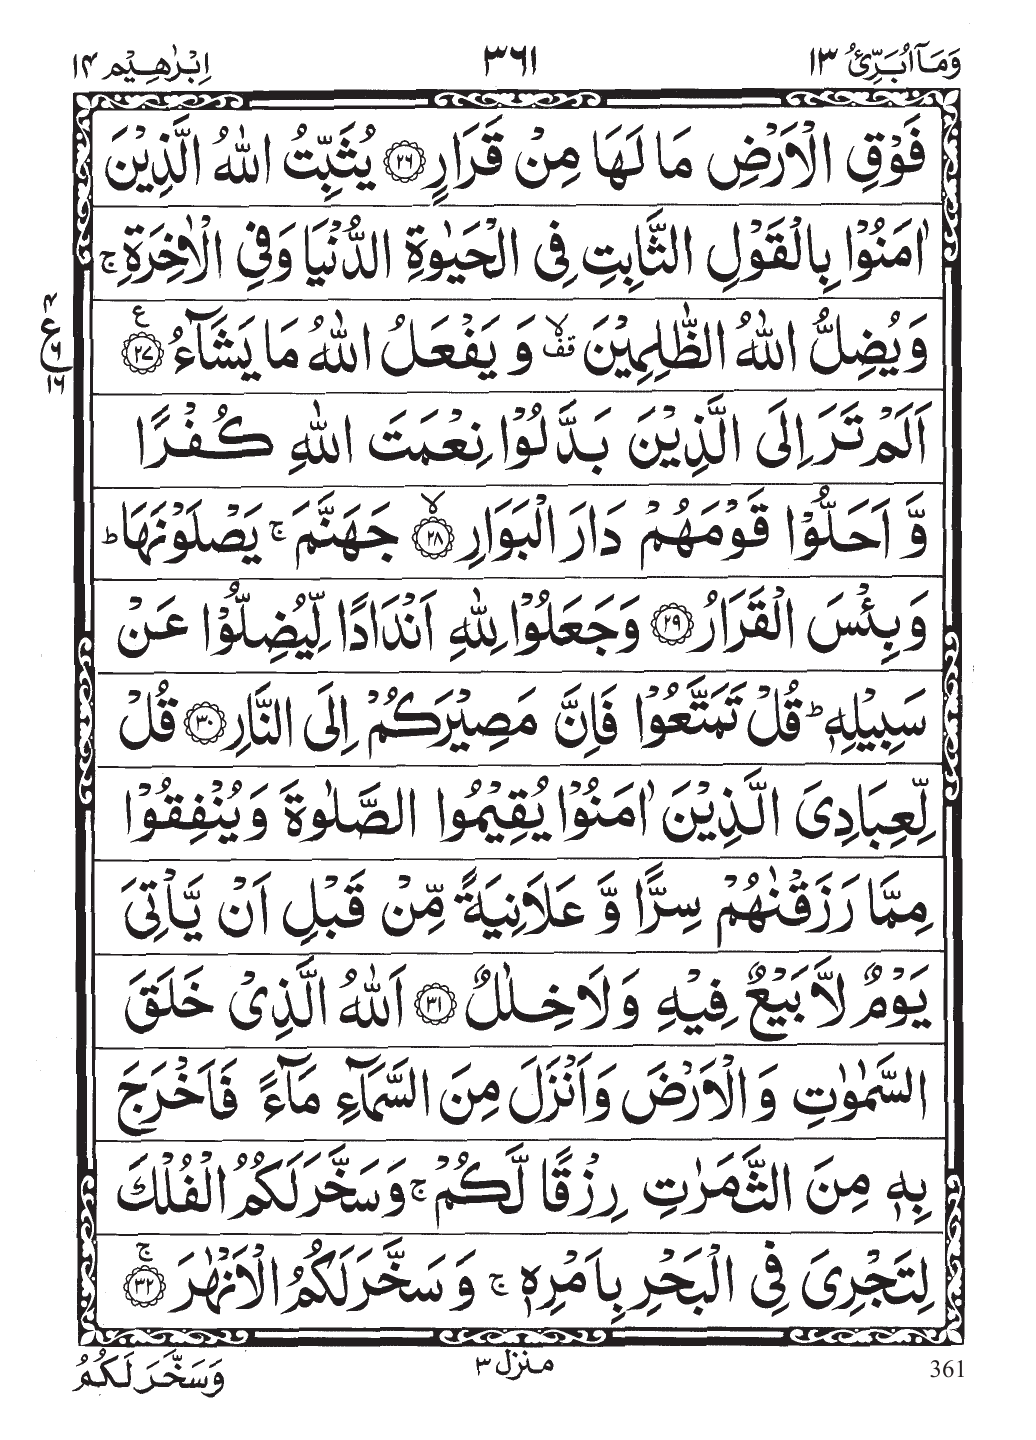 وَمَآ اُبَرِّئُ ١٣
٣٦١
اِبْرٰهِيْم ١٤
فَوْقِ الْاَرْضِ مَا لَهَا مِنْ قَرَارٍ ٢٦ يُثَبِّتُ اللّٰهُ الَّذِيْنَ
اٰمَنُوْا بِالْقَوْلِ الثَّابِتِ فِى الْحَيٰوةِ الدُّنْيَا وَفِى الْاٰخِرَةِ ۚ
وَيُضِلُّ اللّٰهُ الظّٰلِمِيْنَ قف لا وَ يَفْعَلُ اللّٰهُ مَا يَشَآءُ ٢٧ ع
٤
ع
٦
١٦
اَلَمْ تَرَ اِلَى الَّذِيْنَ بَدَّلُوْا نِعْمَتَ اللّٰهِ كُفْرًا
وَّ اَحَلُّوْا قَوْمَهُمْ دَارَ الْبَوَارِ ٢٨ لا جَهَنَّمَ ۚ يَصْلَوْنَهَا ؕ
وَ بِئْسَ الْقَرَارُ ٢٩ وَ جَعَلُوْا لِلّٰهِ اَنْدَادًا لِّيُضِلُّوْا عَنْ
سَبِيْلِهٖ ؕ قُلْ تَمَتَّعُوْا فَاِنَّ مَصِيْرَكُمْ اِلَى النَّارِ ٣٠ قُلْ
لِّعِبَادِىَ الَّذِيْنَ اٰمَنُوْا يُقِيْمُوا الصَّلٰوةَ وَيُنْفِقُوْا
مِمَّا رَزَقْنٰهُمْ سِرًّا وَّ عَلَانِيَةً مِّنْ قَبْلِ اَنْ يَّاْتِىَ
يَوْمٌ لَّا بَيْعٌ فِيْهِ وَلَا خِلٰلٌ ٣١ اَللّٰهُ الَّذِىْ خَلَقَ
السَّمٰوٰتِ وَالْاَرْضَ وَاَنْزَلَ مِنَ السَّمَآءِ مَآءً فَاَخْرَجَ
بِهٖ مِنَ الثَّمَرٰتِ رِزْقًا لَّكُمْ ۚ وَسَخَّرَ لَكُمُ الْفُلْكَ
لِتَجْرِىَ فِى الْبَحْرِ بِاَمْرِهٖ ۚ وَسَخَّرَ لَكُمُ الْاَنْهٰرَ ٣٢ ۚ
361
منزل ٣
وَسَخَّرَ لَكُمُ